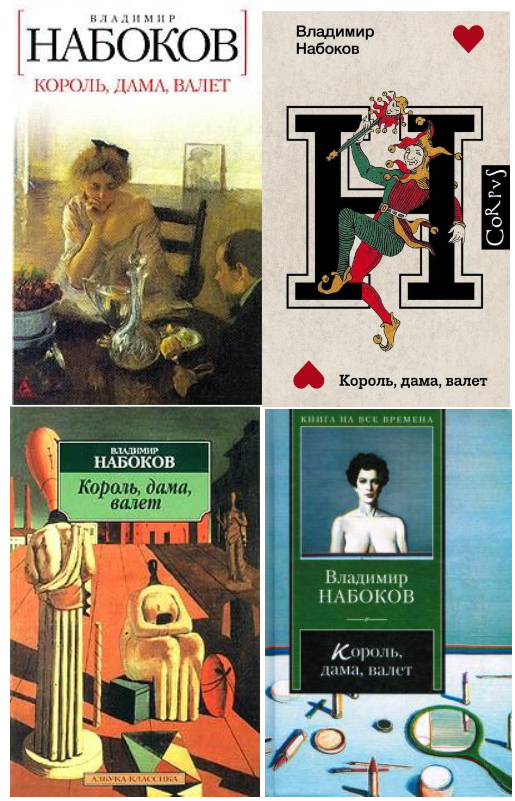 ВЛАДИМИР
НАБОКОВ
КОРОЛЬ, ДАМА, ВАЛЕТ
Владимир
Набоков
Н
CORPVS
Король, дама, валет
ВЛАДИМИР
НАБОКОВ
Король, дама,
валет
АЗБУКА-КЛАССИКА
КНИГА НА ВСЕ ВРЕМЕНА
Владимир
НАБОКОВ
Король,
дама, валет